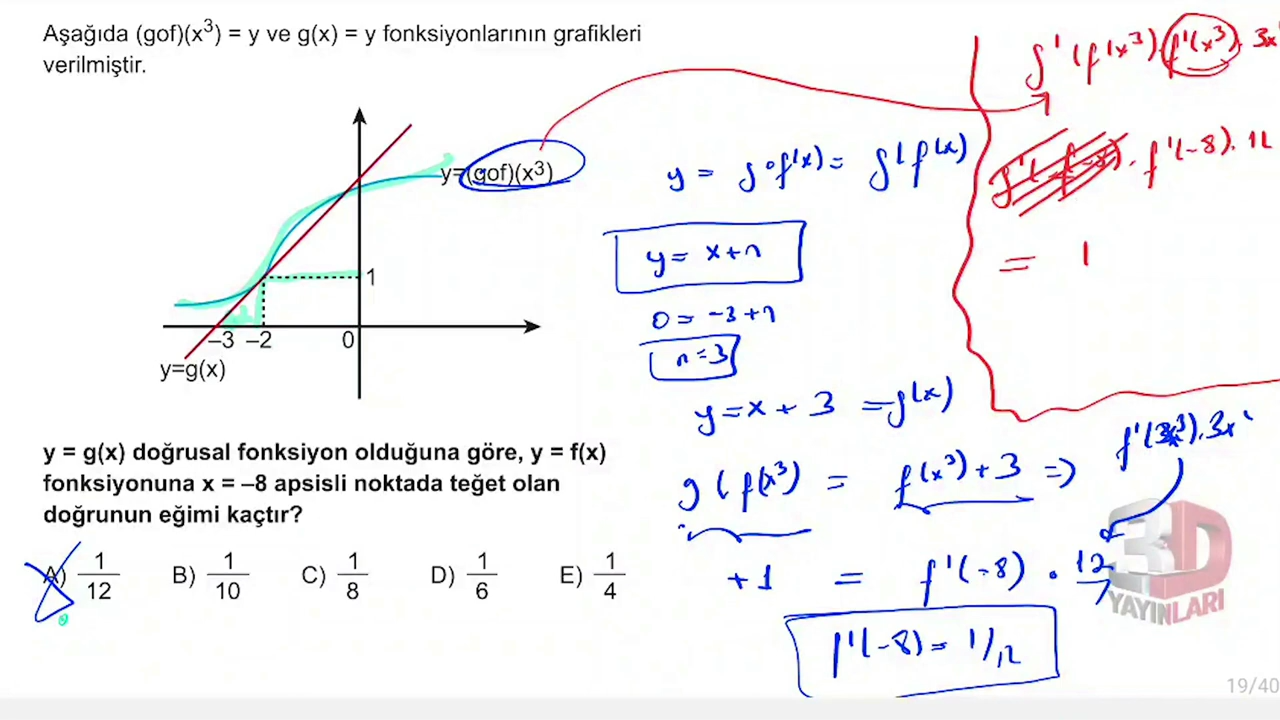 Aşağıda (gof)(x³) = y ve g(x) = y fonksiyonlarının grafikleri
verilmiştir.
y=(gof)(x³)
1
–3 –2 0
y=g(x)
y = g(x) doğrusal fonksiyon olduğuna göre, y = f(x)
fonksiyonuna x = –8 apsisli noktada teğet olan
doğrunun eğimi kaçtır?
A) 1/12 B) 1/10 C) 1/8 D) 1/6 E) 1/4
y = gof(x) = g(f(x)
y = x+n
0 = -3+n
n=3
y=x+3 =g(x)
g(f(x³) = f(x³)+3 =>
+1 = f'(-8) . 12
f'(-8) = 1/12
g'(f(x³).f'(x³).3x²
. f'(-8).12
= 1
3D
YAYINLARI
19/40